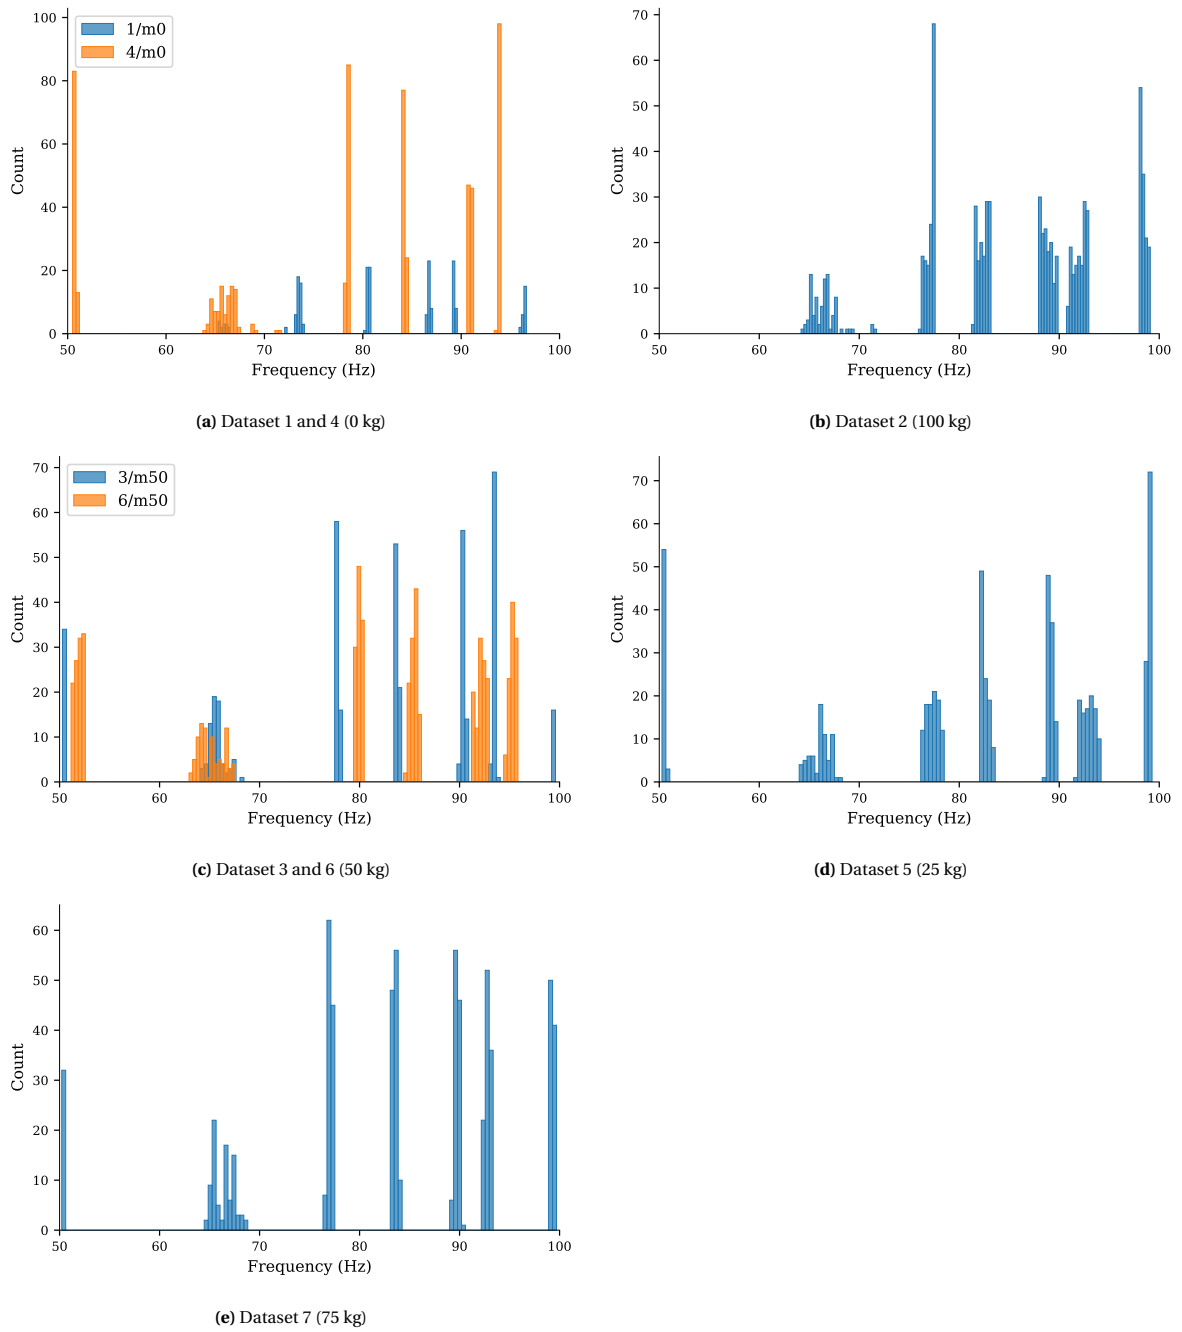 1/m0
4/m0
100
80
60
40
20
0
Count
50 60 70 80 90 100
Frequency (Hz)
(a) Dataset 1 and 4 (0 kg)
70
60
50
40
30
20
10
0
Count
50 60 70 80 90 100
Frequency (Hz)
(b) Dataset 2 (100 kg)
3/m50
6/m50
70
60
50
40
30
20
10
0
Count
50 60 70 80 90 100
Frequency (Hz)
(c) Dataset 3 and 6 (50 kg)
70
60
50
40
30
20
10
0
Count
50 60 70 80 90 100
Frequency (Hz)
(d) Dataset 5 (25 kg)
60
50
40
30
20
10
0
Count
50 60 70 80 90 100
Frequency (Hz)
(e) Dataset 7 (75 kg)